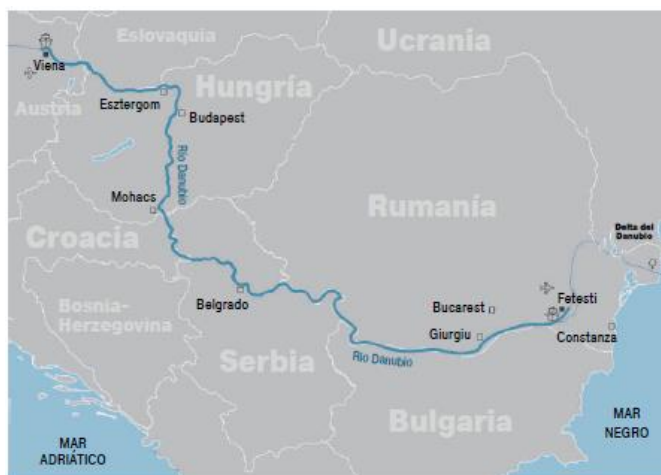 Eslovaquia
Ucrania
Viena
Hungría
Austria
Esztergom
Budapest
Río Danubio
Rumanía
Mohacs
Delta del
Danubio
Croacia
Bosnia-
Herzegovina
Belgrado
Bucarest
Fetesti
Giurgiu
Constanza
Serbia
Río Danubio
Bulgaria
MAR
NEGRO
MAR
ADRIÁTICO